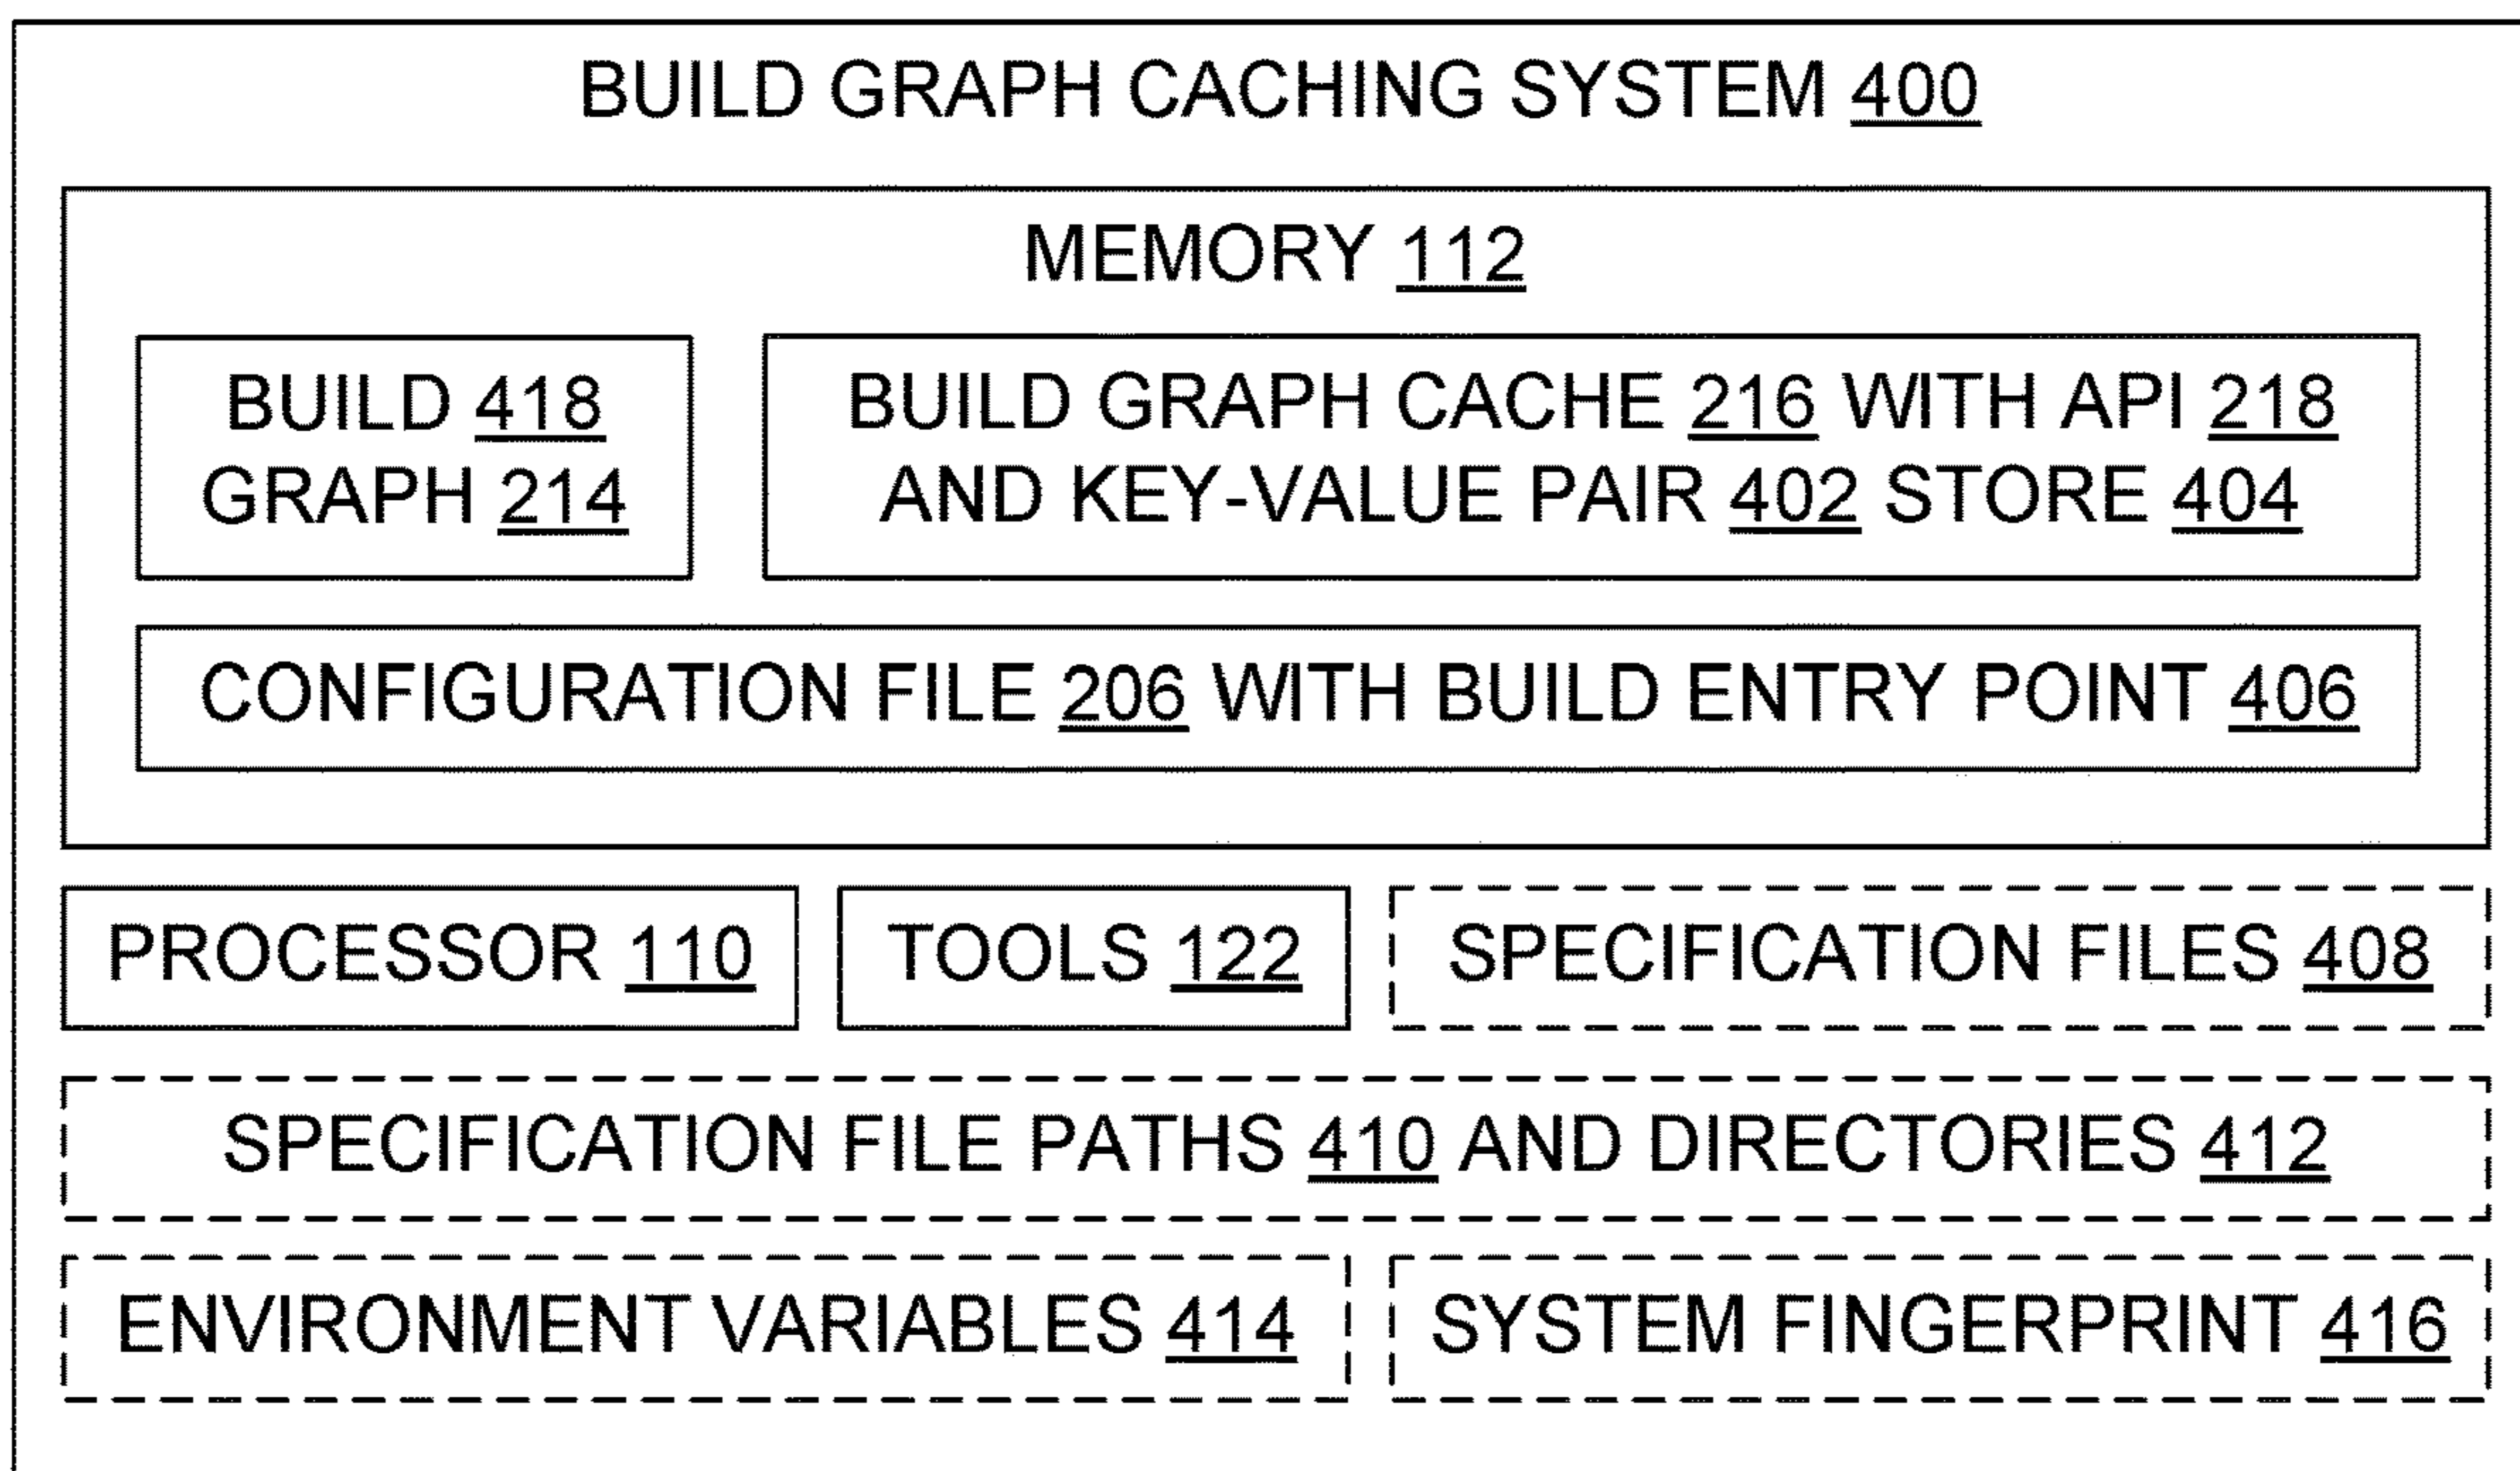 BUILD GRAPH CACHING SYSTEM 400
MEMORY 112
BUILD 418
GRAPH 214
BUILD GRAPH CACHE 216 WITH API 218
AND KEY-VALUE PAIR 402 STORE 404
CONFIGURATION FILE 206 WITH BUILD ENTRY POINT 406
PROCESSOR 110
TOOLS 122
SPECIFICATION FILES 408
SPECIFICATION FILE PATHS 410 AND DIRECTORIES 412
ENVIRONMENT VARIABLES 414
SYSTEM FINGERPRINT 416